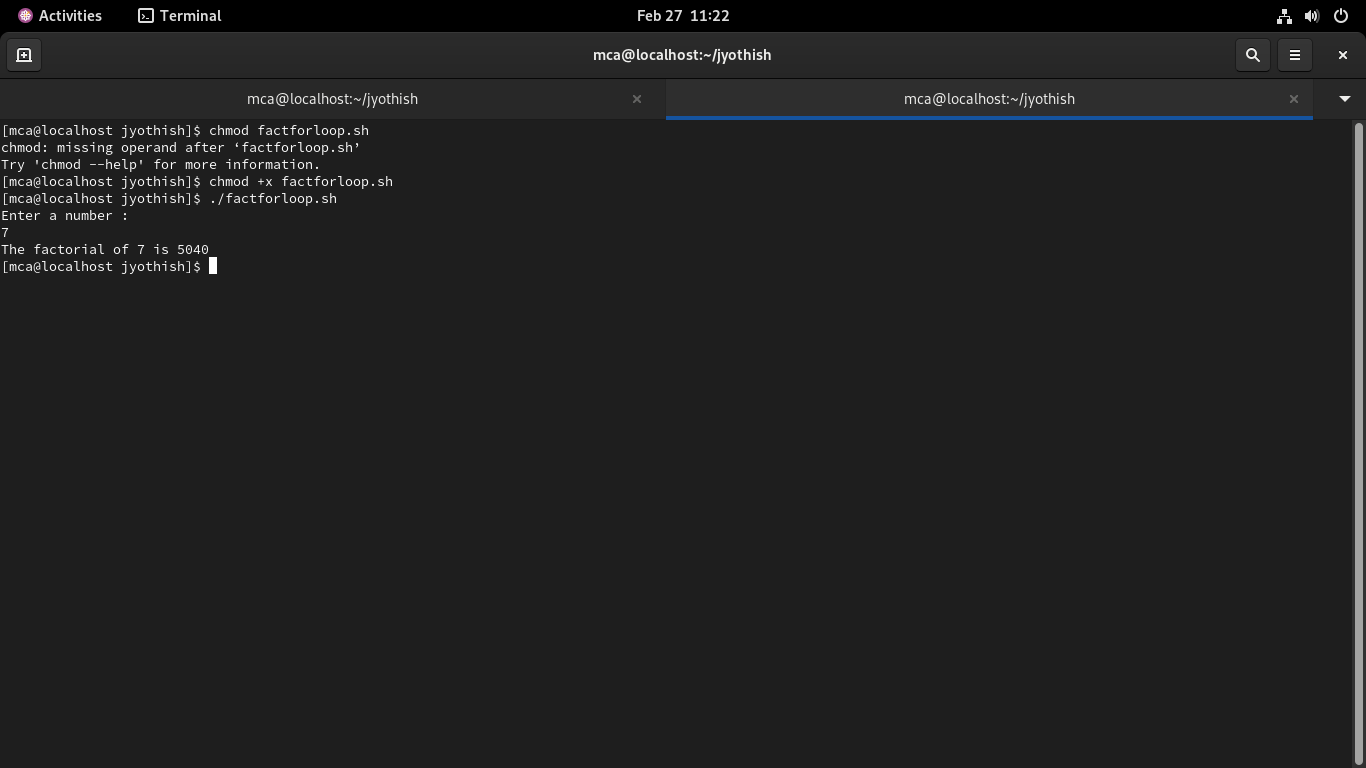 Activities Terminal Feb 27 11:22
mca@localhost:~/jyothish
mca@localhost:~/jyothish mca@localhost:~/jyothish
[mca@localhost jyothish]$ chmod factforloop.sh
chmod: missing operand after ‘factforloop.sh’
Try 'chmod --help' for more information.
[mca@localhost jyothish]$ chmod +x factforloop.sh
[mca@localhost jyothish]$ ./factforloop.sh
Enter a number :
7
The factorial of 7 is 5040
[mca@localhost jyothish]$